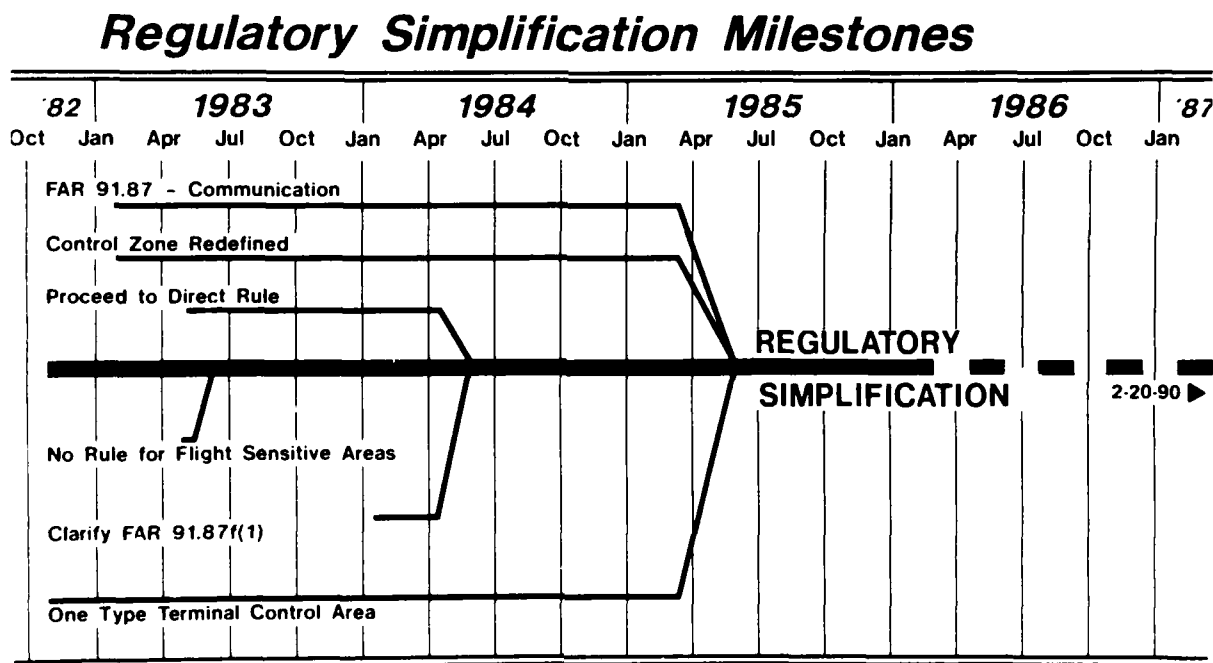 Regulatory Simplification Milestones
'82 1983 1984 1985 1986 '87
Oct Jan Apr Jul Oct Jan Apr Jul Oct Jan Apr Jul Oct Jan Apr Jul Oct Jan
FAR 91.87 - Communication
Control Zone Redefined
Proceed to Direct Rule
REGULATORY
SIMPLIFICATION
2-20-90
No Rule for Flight Sensitive Areas
Clarify FAR 91.87f(1)
One Type Terminal Control Area